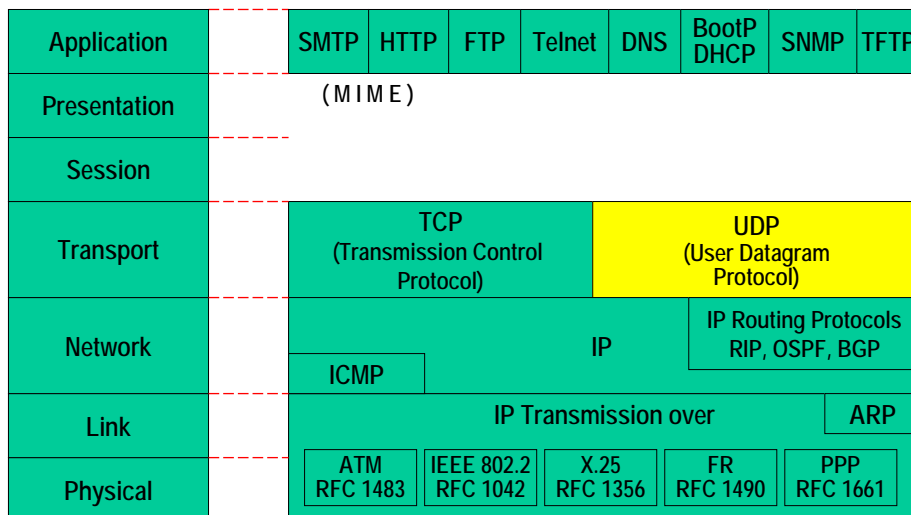 Application
SMTP HTTP FTP Telnet DNS BootP DHCP SNMP TFTP
Presentation
(MIME)
Session
Transport
TCP
(Transmission Control
Protocol)
UDP
(User Datagram
Protocol)
Network
IP
IP Routing Protocols
RIP, OSPF, BGP
ICMP
Link
IP Transmission over
ARP
Physical
ATM
RFC 1483
IEEE 802.2
RFC 1042
X.25
RFC 1356
FR
RFC 1490
PPP
RFC 1661